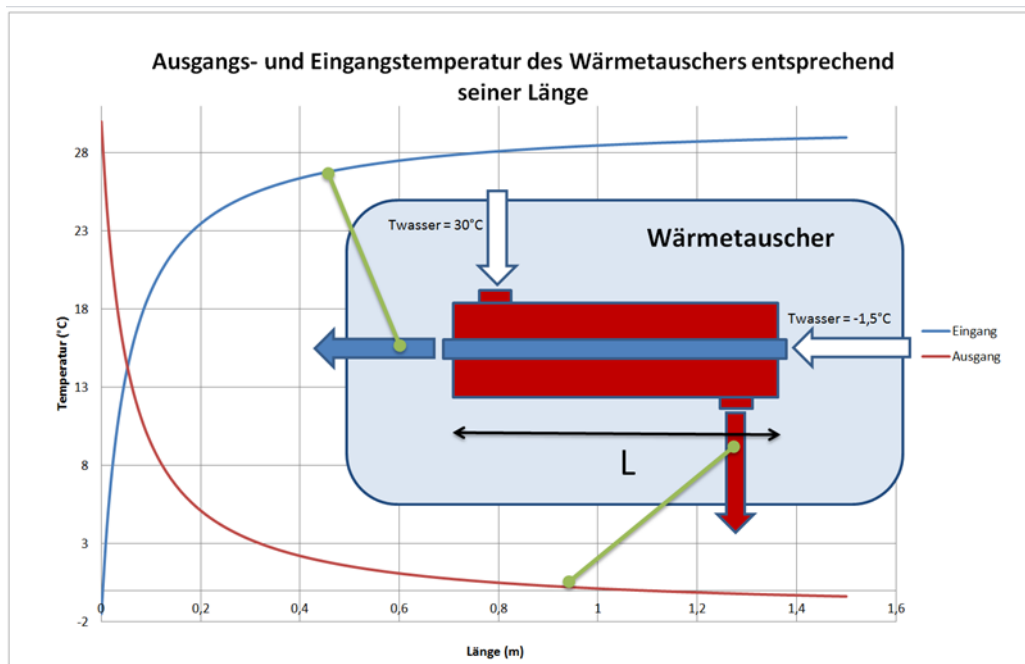 Ausgangs- und Eingangstemperatur des Wärmetauschers entsprechend
seiner Länge
Temperatur (°C)
28
23
18
13
8
3
-2
Twasser = 30°C
Wärmetauscher
Twasser = -1,5°C
L
Eingang
Ausgang
0
0,2
0,4
0,6
0,8
1
1,2
1,4
1,6
Länge (m)